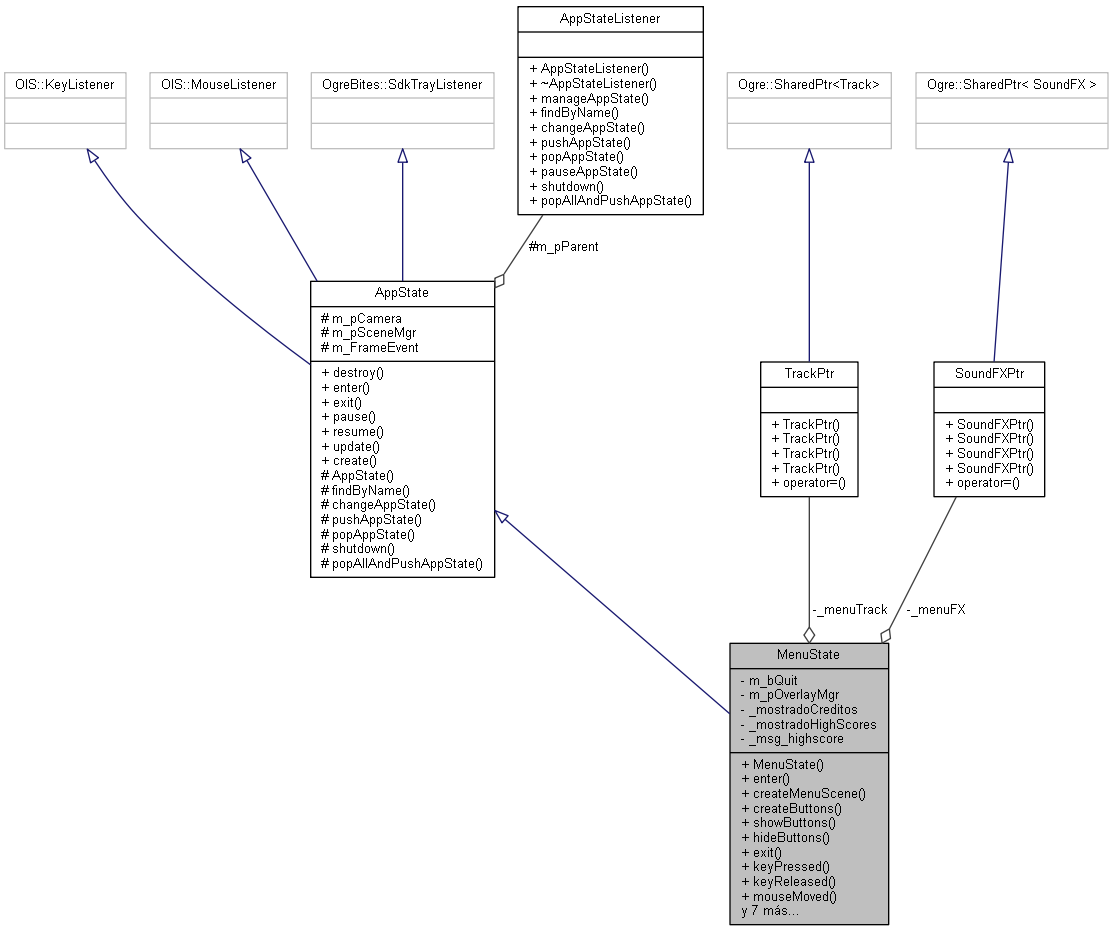 AppStateListener
+ AppStateListener()
+ ~AppStateListener()
+ manageAppState()
+ findByName()
+ changeAppState()
+ pushAppState()
+ popAppState()
+ pauseAppState()
+ shutdown()
+ popAllAndPushAppState()
OIS::KeyListener
OIS::MouseListener
OgreBites::SdkTrayListener
Ogre::SharedPtr<Track>
Ogre::SharedPtr< SoundFX >
#m_pParent
AppState
# m_pCamera
# m_pSceneMgr
# m_FrameEvent
+ destroy()
+ enter()
+ exit()
+ pause()
+ resume()
+ update()
+ create()
# AppState()
# findByName()
# changeAppState()
# pushAppState()
# popAppState()
# shutdown()
# popAllAndPushAppState()
TrackPtr
+ TrackPtr()
+ TrackPtr()
+ TrackPtr()
+ TrackPtr()
+ operator=()
SoundFXPtr
+ SoundFXPtr()
+ SoundFXPtr()
+ SoundFXPtr()
+ SoundFXPtr()
+ operator=()
-_menuTrack
-_menuFX
MenuState
- m_bQuit
- m_pOverlayMgr
- _mostradoCreditos
- _mostradoHighScores
- _msg_highscore
+ MenuState()
+ enter()
+ createMenuScene()
+ createButtons()
+ showButtons()
+ hideButtons()
+ exit()
+ keyPressed()
+ keyReleased()
+ mouseMoved()
y 7 más...